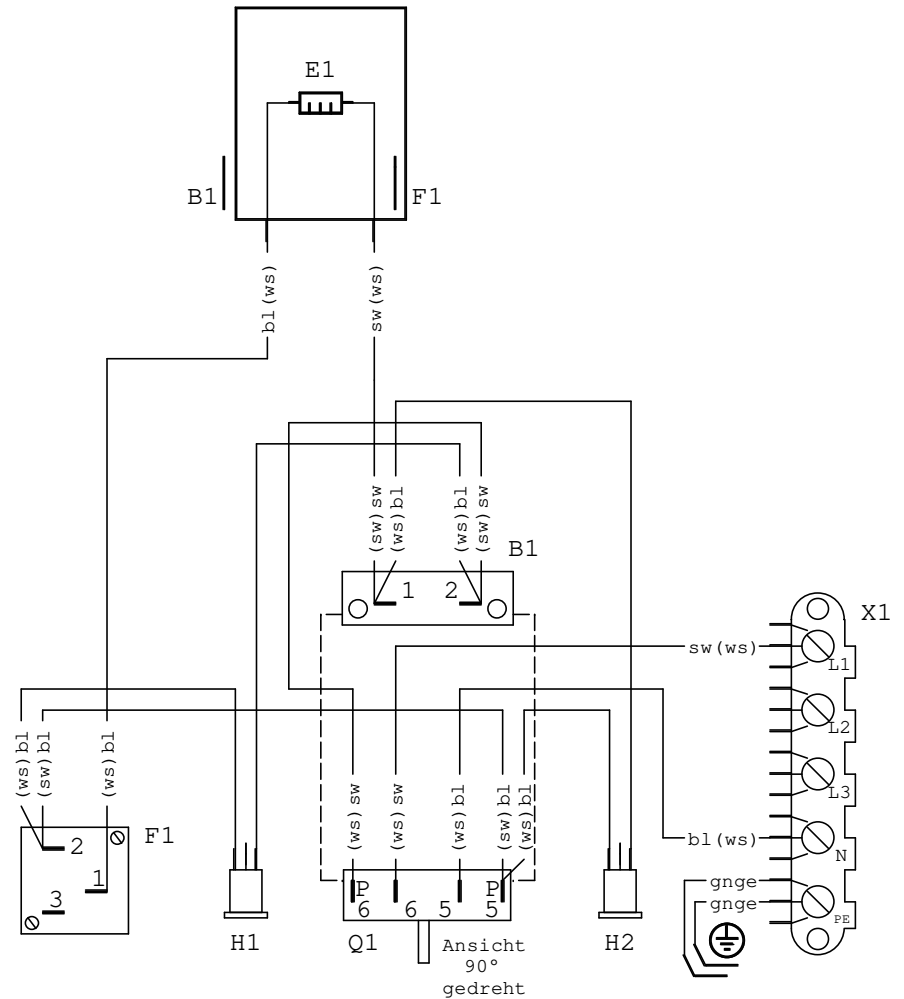 E1
B1
F1
bl(ws)
sw(ws)
(sw)sw
(ws)bl
(ws)bl
(sw)sw
B1
1
2
X1
sw(ws)
L1
L2
L3
bl(ws)
N
gnge
gnge
PE
(ws)bl
(sw)bl
(ws)bl
(ws)sw
(ws)sw
(ws)bl
(sw)bl
(ws)bl
F1
2
1
3
P
P
6
6
5
5
H1
Q1
H2
Ansicht
90°
gedreht